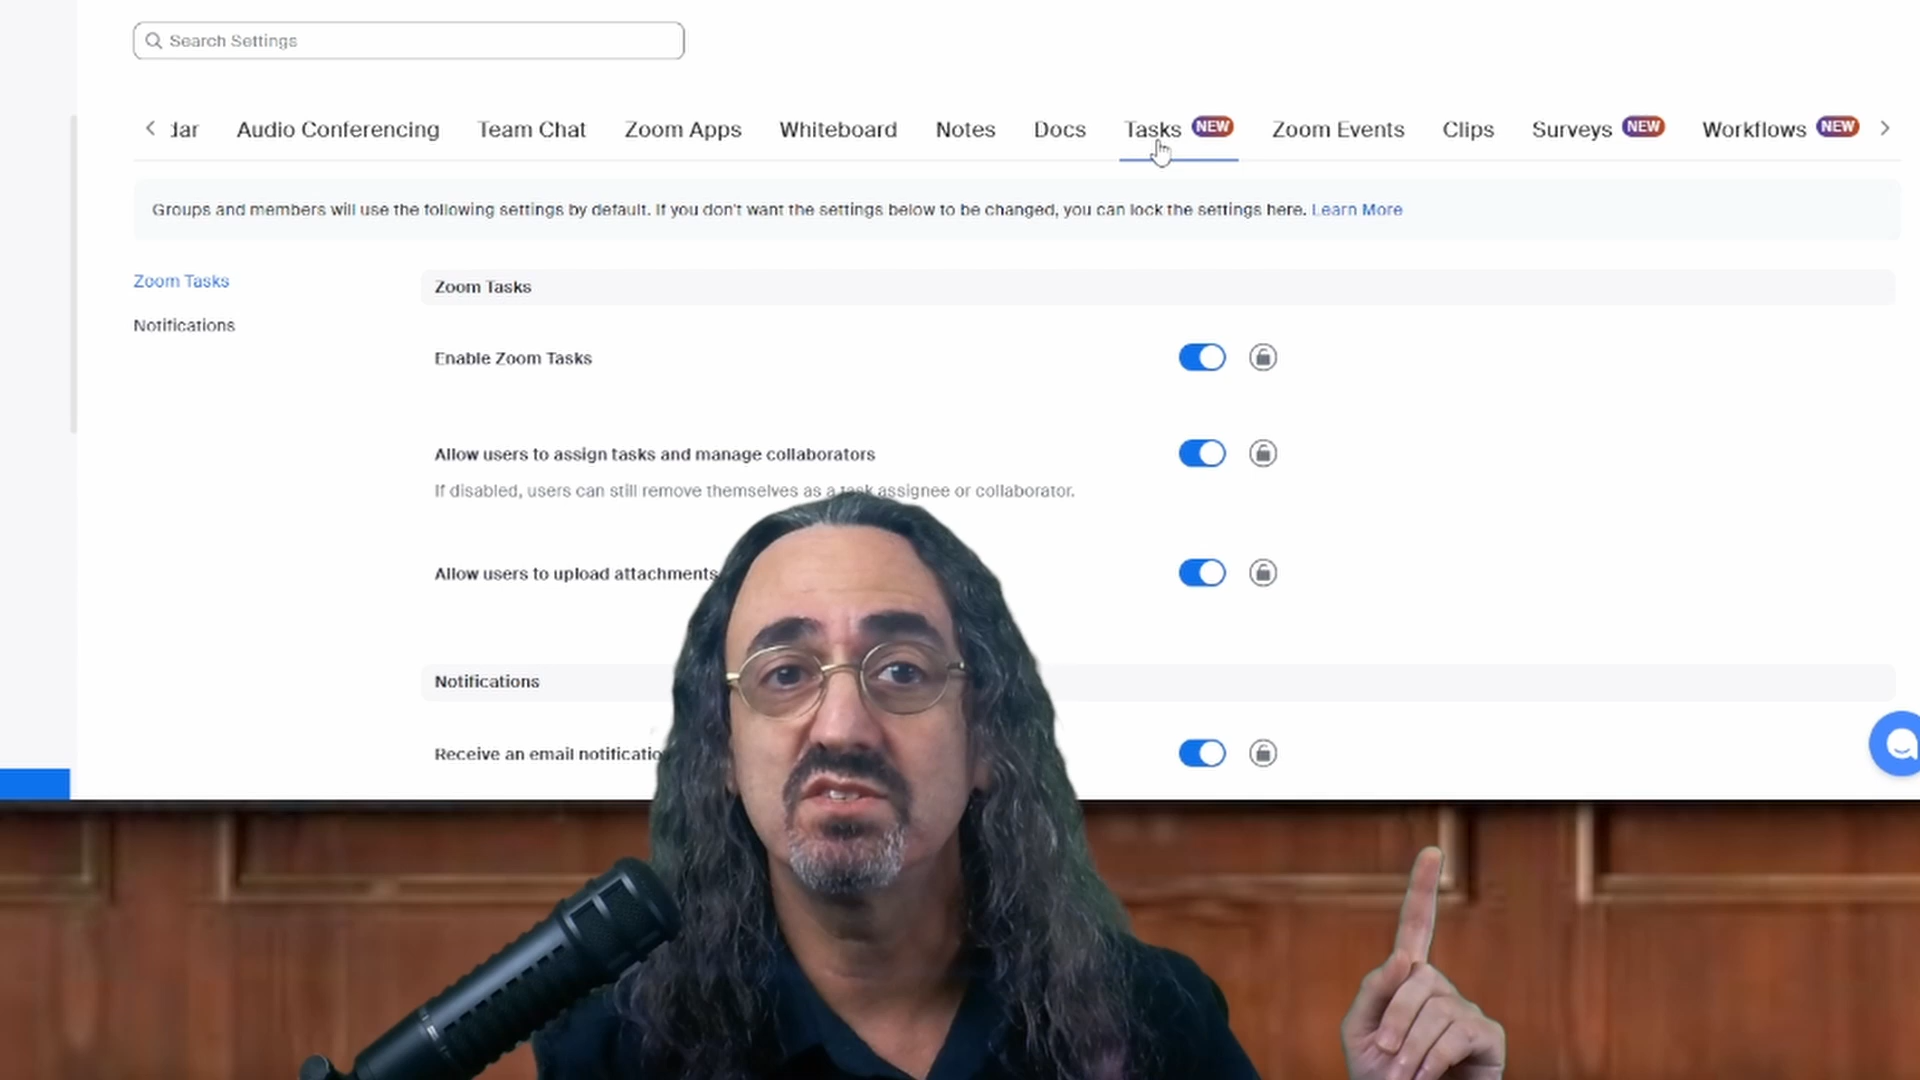 Search Settings
dar Audio Conferencing Team Chat Zoom Apps Whiteboard Notes Docs Tasks NEW Zoom Events Clips Surveys NEW Workflows NEW
Groups and members will use the following settings by default. If you don't want the settings below to be changed, you can lock the settings here. Learn More
Zoom Tasks
Notifications
Zoom Tasks
Enable Zoom Tasks
Allow users to assign tasks and manage collaborators
If disabled, users can still remove themselves as a task assignee or collaborator.
Allow users to upload attachments
Notifications
Receive an email notificatio